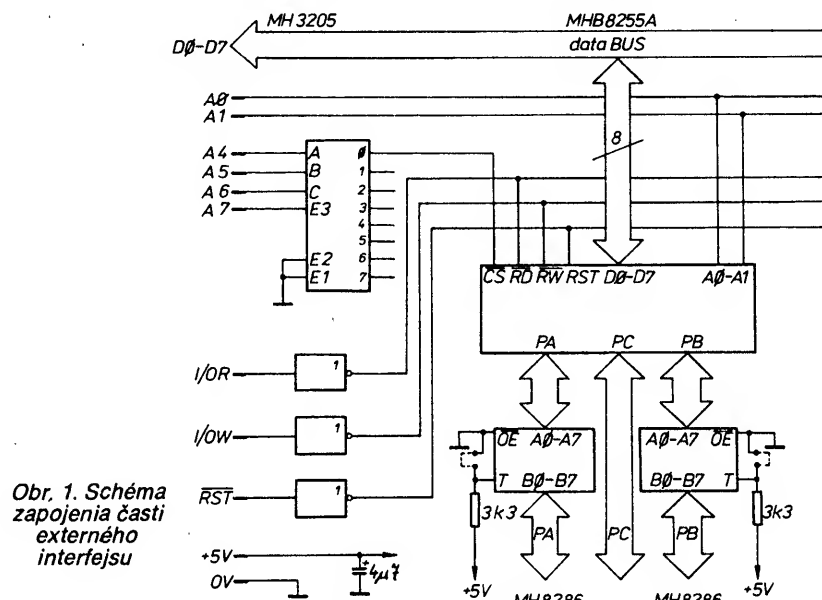 MH 3205 MHB8255A
DØ-D7 data BUS
AØ
A1
8
A4 A Ø
A5 B 1
A6 C 2
A7 E3 3
4
5
E2 6
E1 7
CS RD RW RST DØ-D7 AØ-A1
PA PC PB
I/OR 1
I/OW 1
RST 1
OE AØ-A7 AØ-A7 OE
T BØ-B7 BØ-B7 T
3k3 PA PC PB 3k3
Obr. 1. Schéma
zapojenia časti
externého
interfejsu
+5V + 4µ7
0V
+5V +5V
MH8286 MH8286